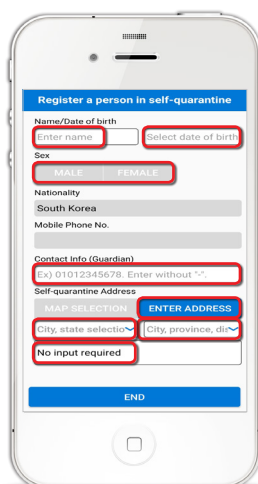 Register a person in self-quarantine
Name/Date of birth
Enter name Select date of birth
Sex
MALE FEMALE
Nationality
South Korea
Mobile Phone No.
Contact Info (Guardian)
Ex) 01012345678. Enter without "-".
Self-quarantine Address
MAP SELECTION ENTER ADDRESS
City, state selectio City, province, dis
No input required
END